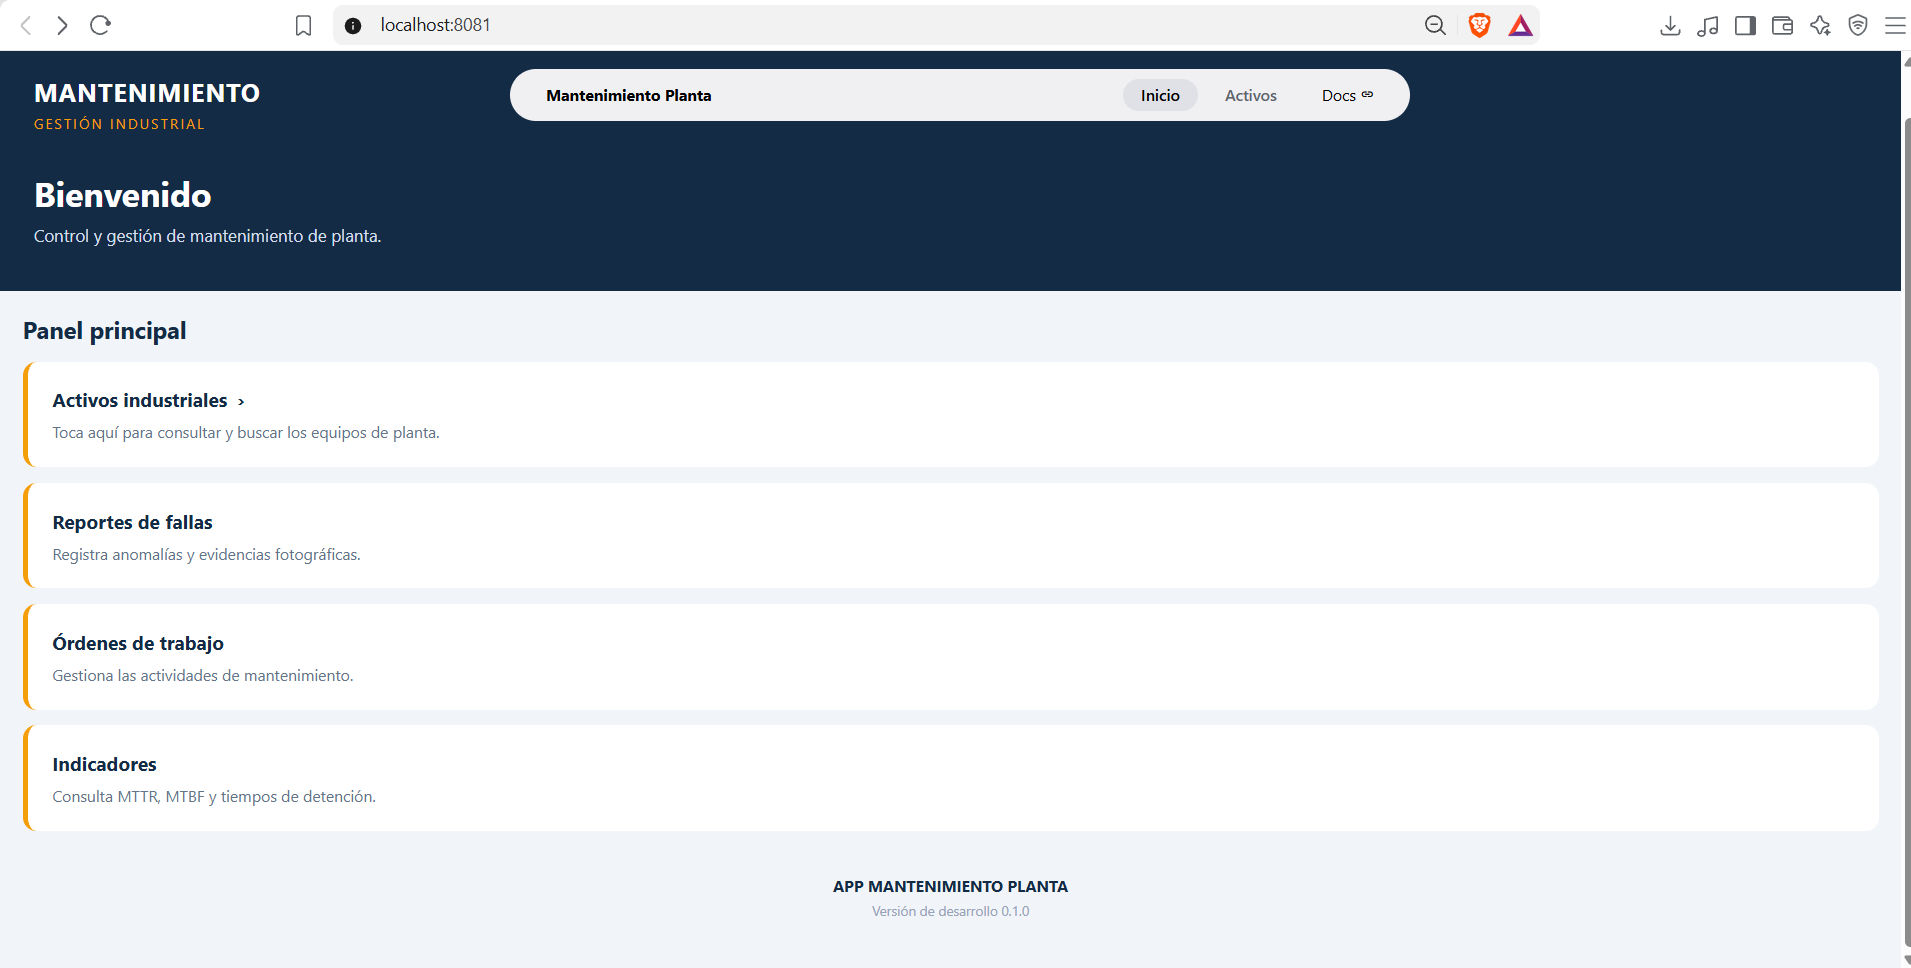 localhost:8081
MANTENIMIENTO
GESTIÓN INDUSTRIAL
Mantenimiento Planta
Inicio
Activos
Docs
Bienvenido
Control y gestión de mantenimiento de planta.
Panel principal
Activos industriales ›
Toca aquí para consultar y buscar los equipos de planta.
Reportes de fallas
Registra anomalías y evidencias fotográficas.
Órdenes de trabajo
Gestiona las actividades de mantenimiento.
Indicadores
Consulta MTTR, MTBF y tiempos de detención.
APP MANTENIMIENTO PLANTA
Versión de desarrollo 0.1.0